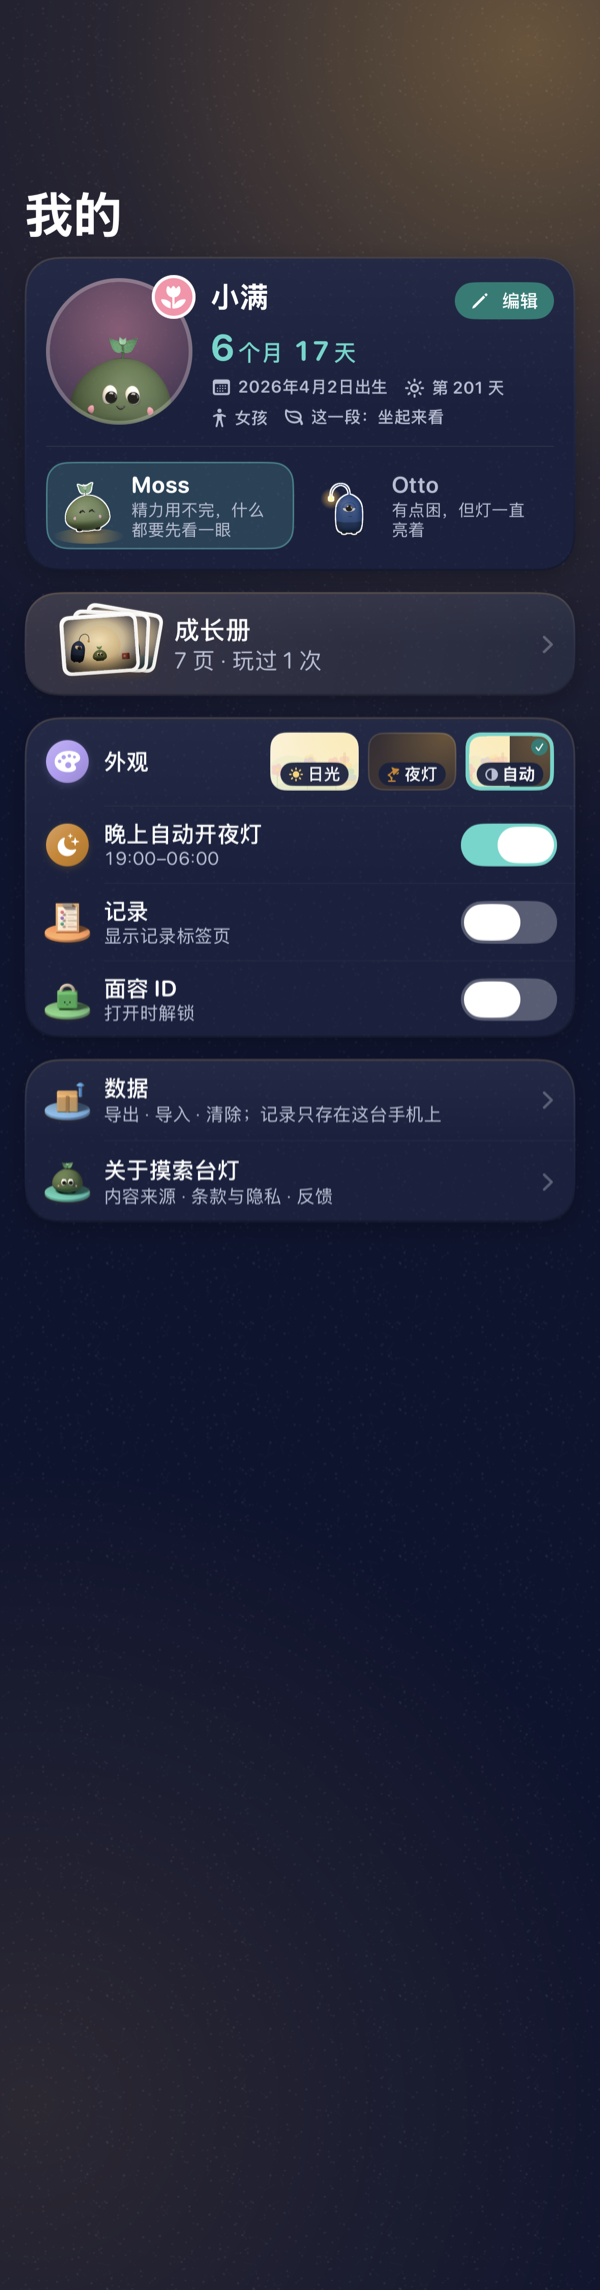 我的
小满
编辑
6个月 17天
2026年4月2日出生 第 201 天
女孩 这一段：坐起来看
Moss
精力用不完，什么
都要先看一眼
Otto
有点困，但灯一直
亮着
成长册
7 页 · 玩过 1 次
外观
日光
夜灯
自动
晚上自动开夜灯
19:00–06:00
记录
显示记录标签页
面容 ID
打开时解锁
数据
导出 · 导入 · 清除；记录只存在这台手机上
关于摸索台灯
内容来源 · 条款与隐私 · 反馈